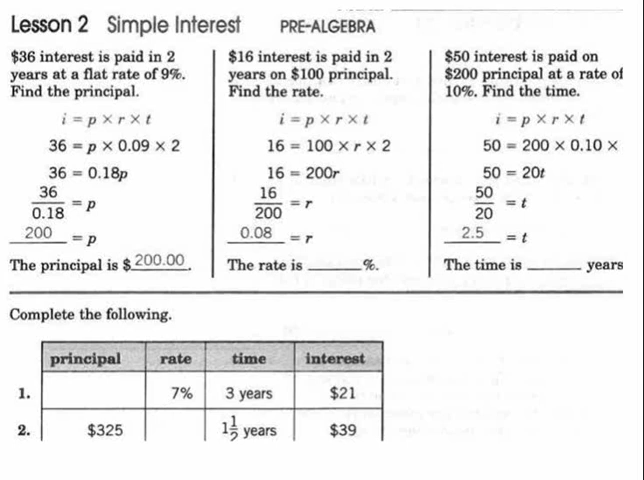 Lesson 2 Simple Interest PRE-ALGEBRA
$36 interest is paid in 2
years at a flat rate of 9%.
Find the principal.
i = p × r × t
36 = p × 0.09 × 2
36 = 0.18p
36
0.18
= p
200 = p
The principal is $200.00.
$16 interest is paid in 2
years on $100 principal.
Find the rate.
i = p × r × t
16 = 100 × r × 2
16 = 200r
16
200
= r
0.08 = r
The rate is ______%.
$50 interest is paid on
$200 principal at a rate of
10%. Find the time.
i = p × r × t
50 = 200 × 0.10 ×
50 = 20t
50
20
= t
2.5 = t
The time is ______ years
Complete the following.
principal rate time interest
1. 7% 3 years $21
2. $325 1½ years $39